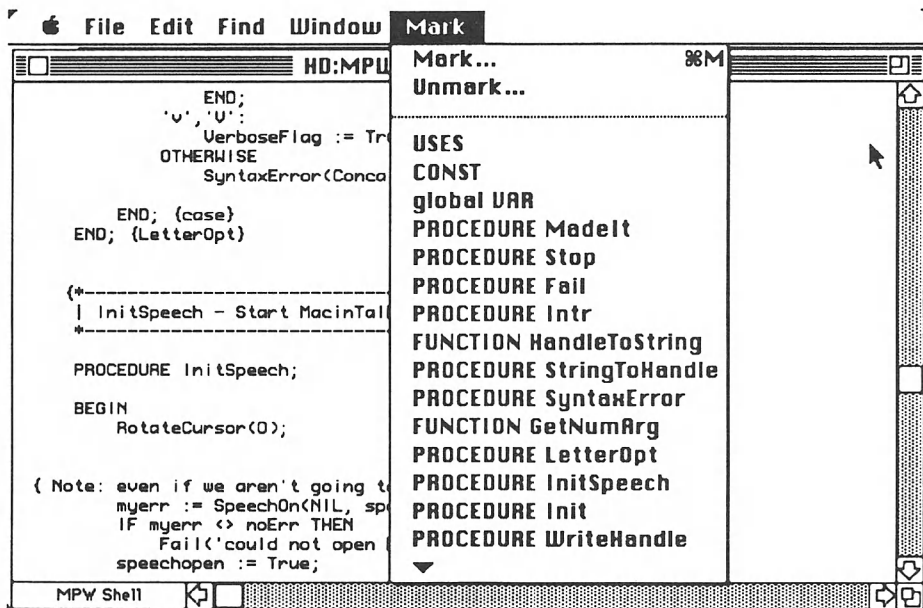 File Edit Find Window Mark
HD:MPW
Mark... ⌘M
Unmark...
USES
CONST
global VAR
PROCEDURE MadeIt
PROCEDURE Stop
PROCEDURE Fail
PROCEDURE Intr
FUNCTION HandleToString
PROCEDURE StringToHandle
PROCEDURE SyntaxError
FUNCTION GetNumArg
PROCEDURE LetterOpt
PROCEDURE InitSpeech
PROCEDURE Init
PROCEDURE WriteHandle
END;
'v','V':
VerboseFlag := Tr
OTHERWISE
SyntaxError(Conca
END; {case}
END; {LetterOpt}
{*------------------------------
| InitSpeech - Start MacinTal
*------------------------------
PROCEDURE InitSpeech;
BEGIN
RotateCursor(0);
{ Note: even if we aren't going t
myerr := SpeechOn(NIL, sp
IF myerr <> noErr THEN
Fail('could not open
speechopen := True;
MPW Shell